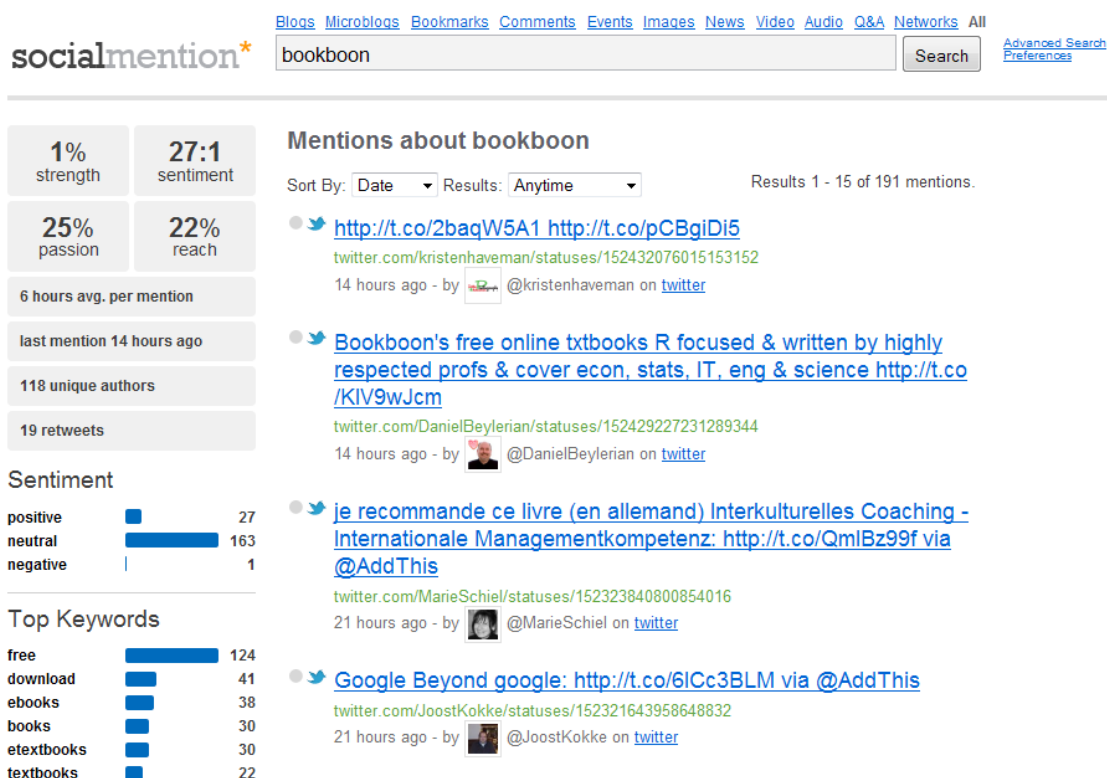 Blogs Microblogs Bookmarks Comments Events Images News Video Audio Q&A Networks All
socialmention*
bookboon
Search
Advanced Search
Preferences
1%
strength
27:1
sentiment
25%
passion
22%
reach
6 hours avg. per mention
last mention 14 hours ago
118 unique authors
19 retweets
Sentiment
positive 27
neutral 163
negative 1
Top Keywords
free 124
download 41
ebooks 38
books 30
etextbooks 30
textbooks 22
Mentions about bookboon
Sort By: Date Results: Anytime
Results 1 - 15 of 191 mentions.
http://t.co/2baqW5A1 http://t.co/pCBgiDi5
twitter.com/kristenhaveman/statuses/152432076015153152
14 hours ago - by @kristenhaveman on twitter
Bookboon's free online txtbooks R focused & written by highly
respected profs & cover econ, stats, IT, eng & science http://t.co
/KIV9wJcm
twitter.com/DanielBeylerian/statuses/152429227231289344
14 hours ago - by @DanielBeylerian on twitter
je recommande ce livre (en allemand) Interkulturelles Coaching -
Internationale Managementkompetenz: http://t.co/QmIBz99f via
@AddThis
twitter.com/MarieSchiel/statuses/152323840800854016
21 hours ago - by @MarieSchiel on twitter
Google Beyond google: http://t.co/6ICc3BLM via @AddThis
twitter.com/JoostKokke/statuses/152321643958648832
21 hours ago - by @JoostKokke on twitter